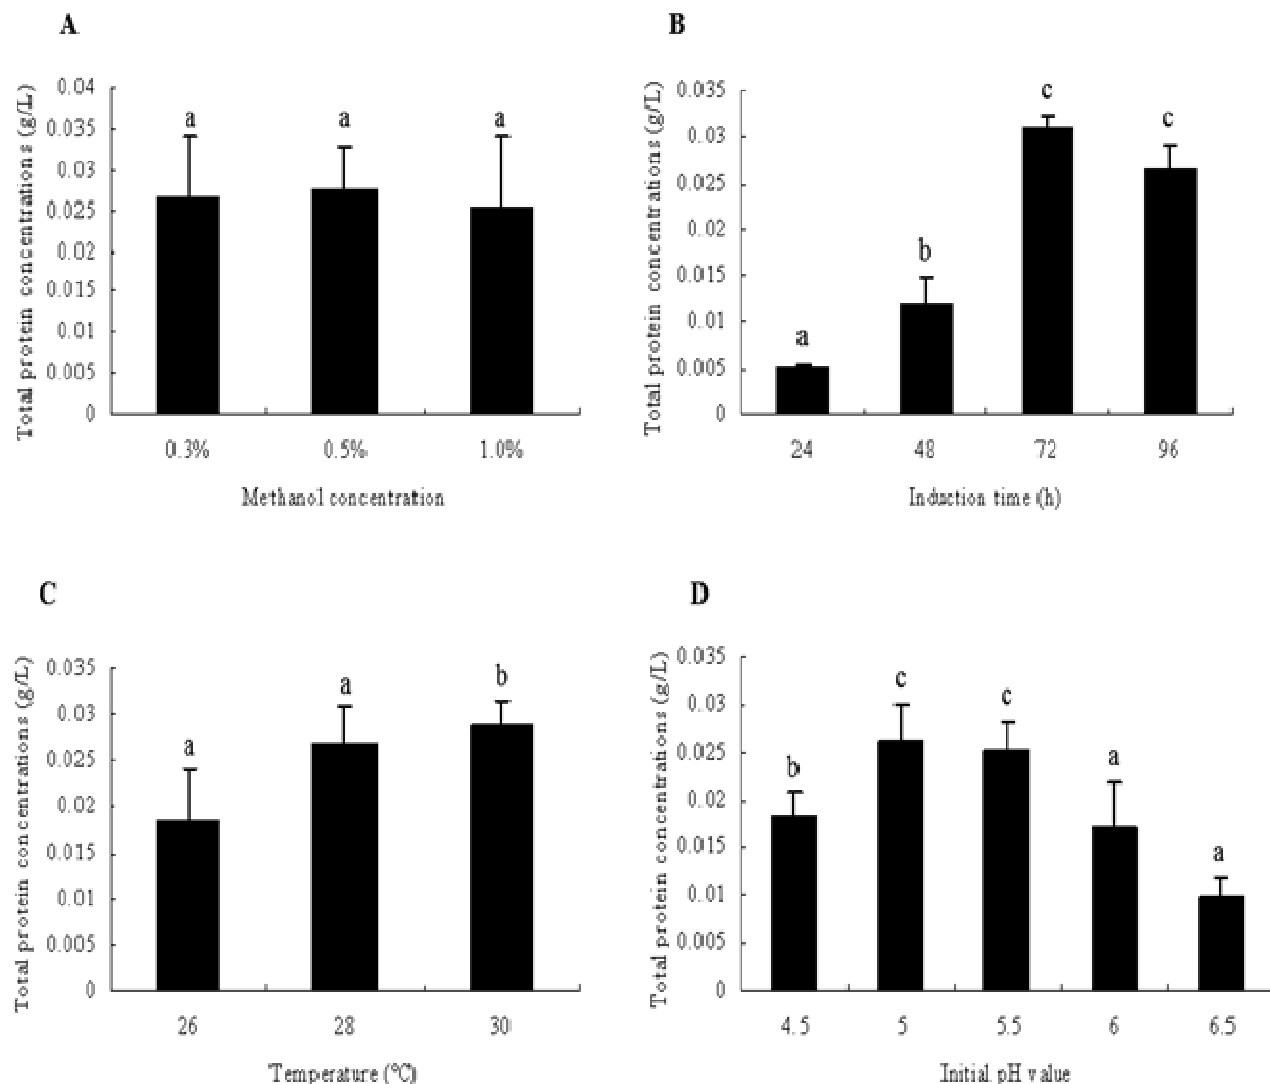 A
Total protein concentrations (g/L)
0.04
0.035
0.03
0.025
0.02
0.015
0.01
0.005
0
a a a
0.3% 0.5% 1.0%
Methanol concentration
B
Total protein concentrations (g/L)
0.035
0.03
0.025
0.02
0.015
0.01
0.005
0
a b c c
24 48 72 96
Induction time (h)
C
Total protein concentrations (g/L)
0.035
0.03
0.025
0.02
0.015
0.01
0.005
0
a a b
26 28 30
Temperature (°C)
D
Total protein concentrations (g/L)
0.035
0.03
0.025
0.02
0.015
0.01
0.005
0
b c c a a
4.5 5 5.5 6 6.5
Initial pH value